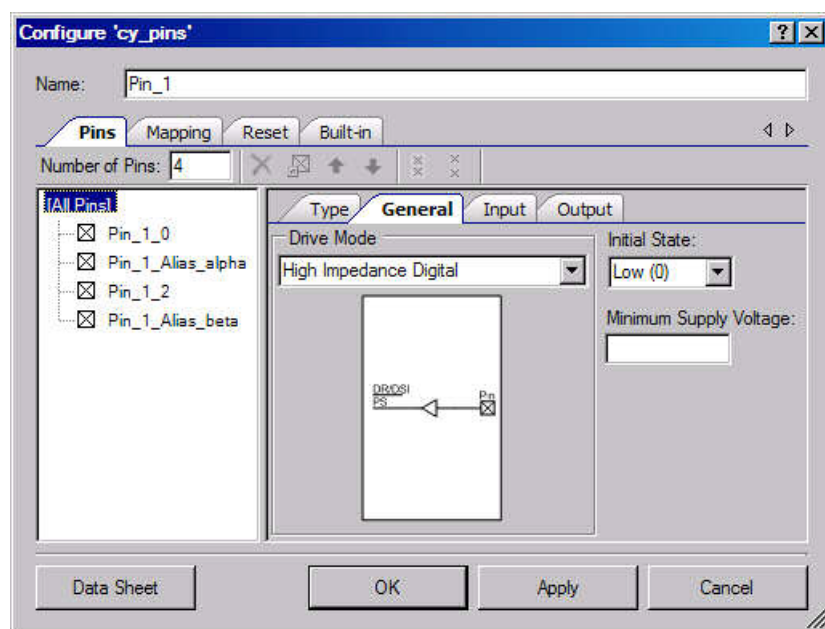 Configure 'cy_pins'
Name: Pin_1
Pins Mapping Reset Built-in
Number of Pins: 4
[All Pins]
Pin_1_0
Pin_1_Alias_alpha
Pin_1_2
Pin_1_Alias_beta
Type General Input Output
Drive Mode
High Impedance Digital
Initial State:
Low (0)
Minimum Supply Voltage:
DR/DSI
PS
Pin
Data Sheet OK Apply Cancel